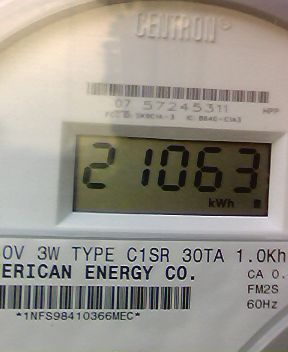 CENTRON®
07 57245311 HPP
21063
kWh
0V 3W TYPE C1SR 30TA 1.0Kh
ERICAN ENERGY CO.
CA 0.
FM2S
60Hz
*1NFS98410366MEC*